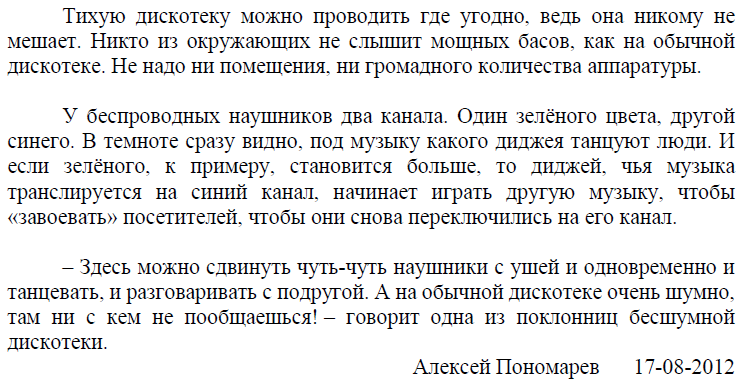 Тихую дискотеку можно проводить где угодно, ведь она никому не
мешает. Никто из окружающих не слышит мощных басов, как на обычной
дискотеке. Не надо ни помещения, ни громадного количества аппаратуры.
У беспроводных наушников два канала. Один зелёного цвета, другой
синего. В темноте сразу видно, под музыку какого диджея танцуют люди. И
если зелёного, к примеру, становится больше, то диджей, чья музыка
транслируется на синий канал, начинает играть другую музыку, чтобы
«завоевать» посетителей, чтобы они снова переключились на его канал.
– Здесь можно сдвинуть чуть-чуть наушники с ушей и одновременно и
танцевать, и разговаривать с подругой. А на обычной дискотеке очень шумно,
там ни с кем не пообщаешься! – говорит одна из поклонниц бесшумной
дискотеки.
Алексей Пономарев 17-08-2012